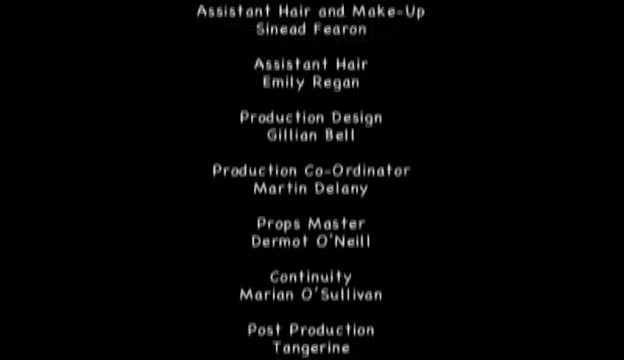 Assistant Hair and Make-Up
Sinead Fearon
Assistant Hair
Emily Regan
Production Design
Gillian Bell
Production Co-Ordinator
Martin Delany
Props Master
Dermot O'Neill
Continuity
Marian O'Sullivan
Post Production
Tangerine